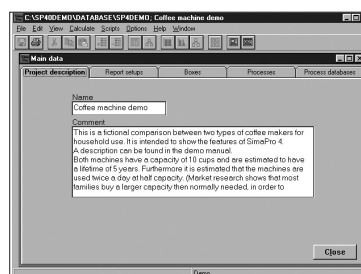 C:\SP40DEMO\DATABASE\SP4DEMO; Coffee machine demo
File Edit View Calculate Scripts Options Help Window
Main data
Project description Report setups Boxes Processes Process databases
Name
Coffee machine demo
Comment
This is a fictional comparison between two types of coffee makers for
household use. It is intended to show the features of SimaPro 4.
A description can be found in the demo manual.
Both machines have a capacity of 10 cups and are estimated to have
a lifetime of 5 years. Furthermore it is estimated that the machines are
used twice a day at half capacity. (Market research shows that most
families buy a larger capacity then normally needed, in order to
Close
Demo